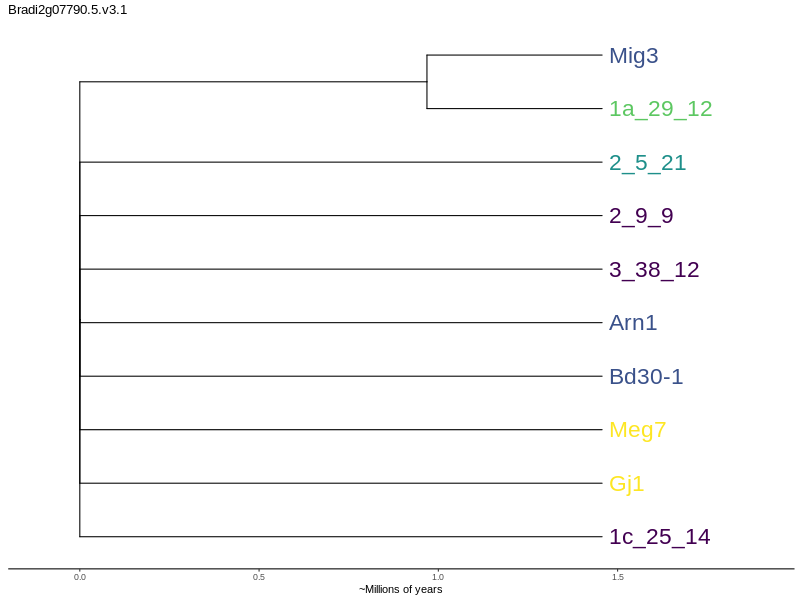 Bradi2g07790.5.v3.1
Mig3
1a_29_12
2_5_21
2_9_9
3_38_12
Arn1
Bd30-1
Meg7
Gj1
1c_25_14
0.0 0.5 1.0 1.5
~Millions of years